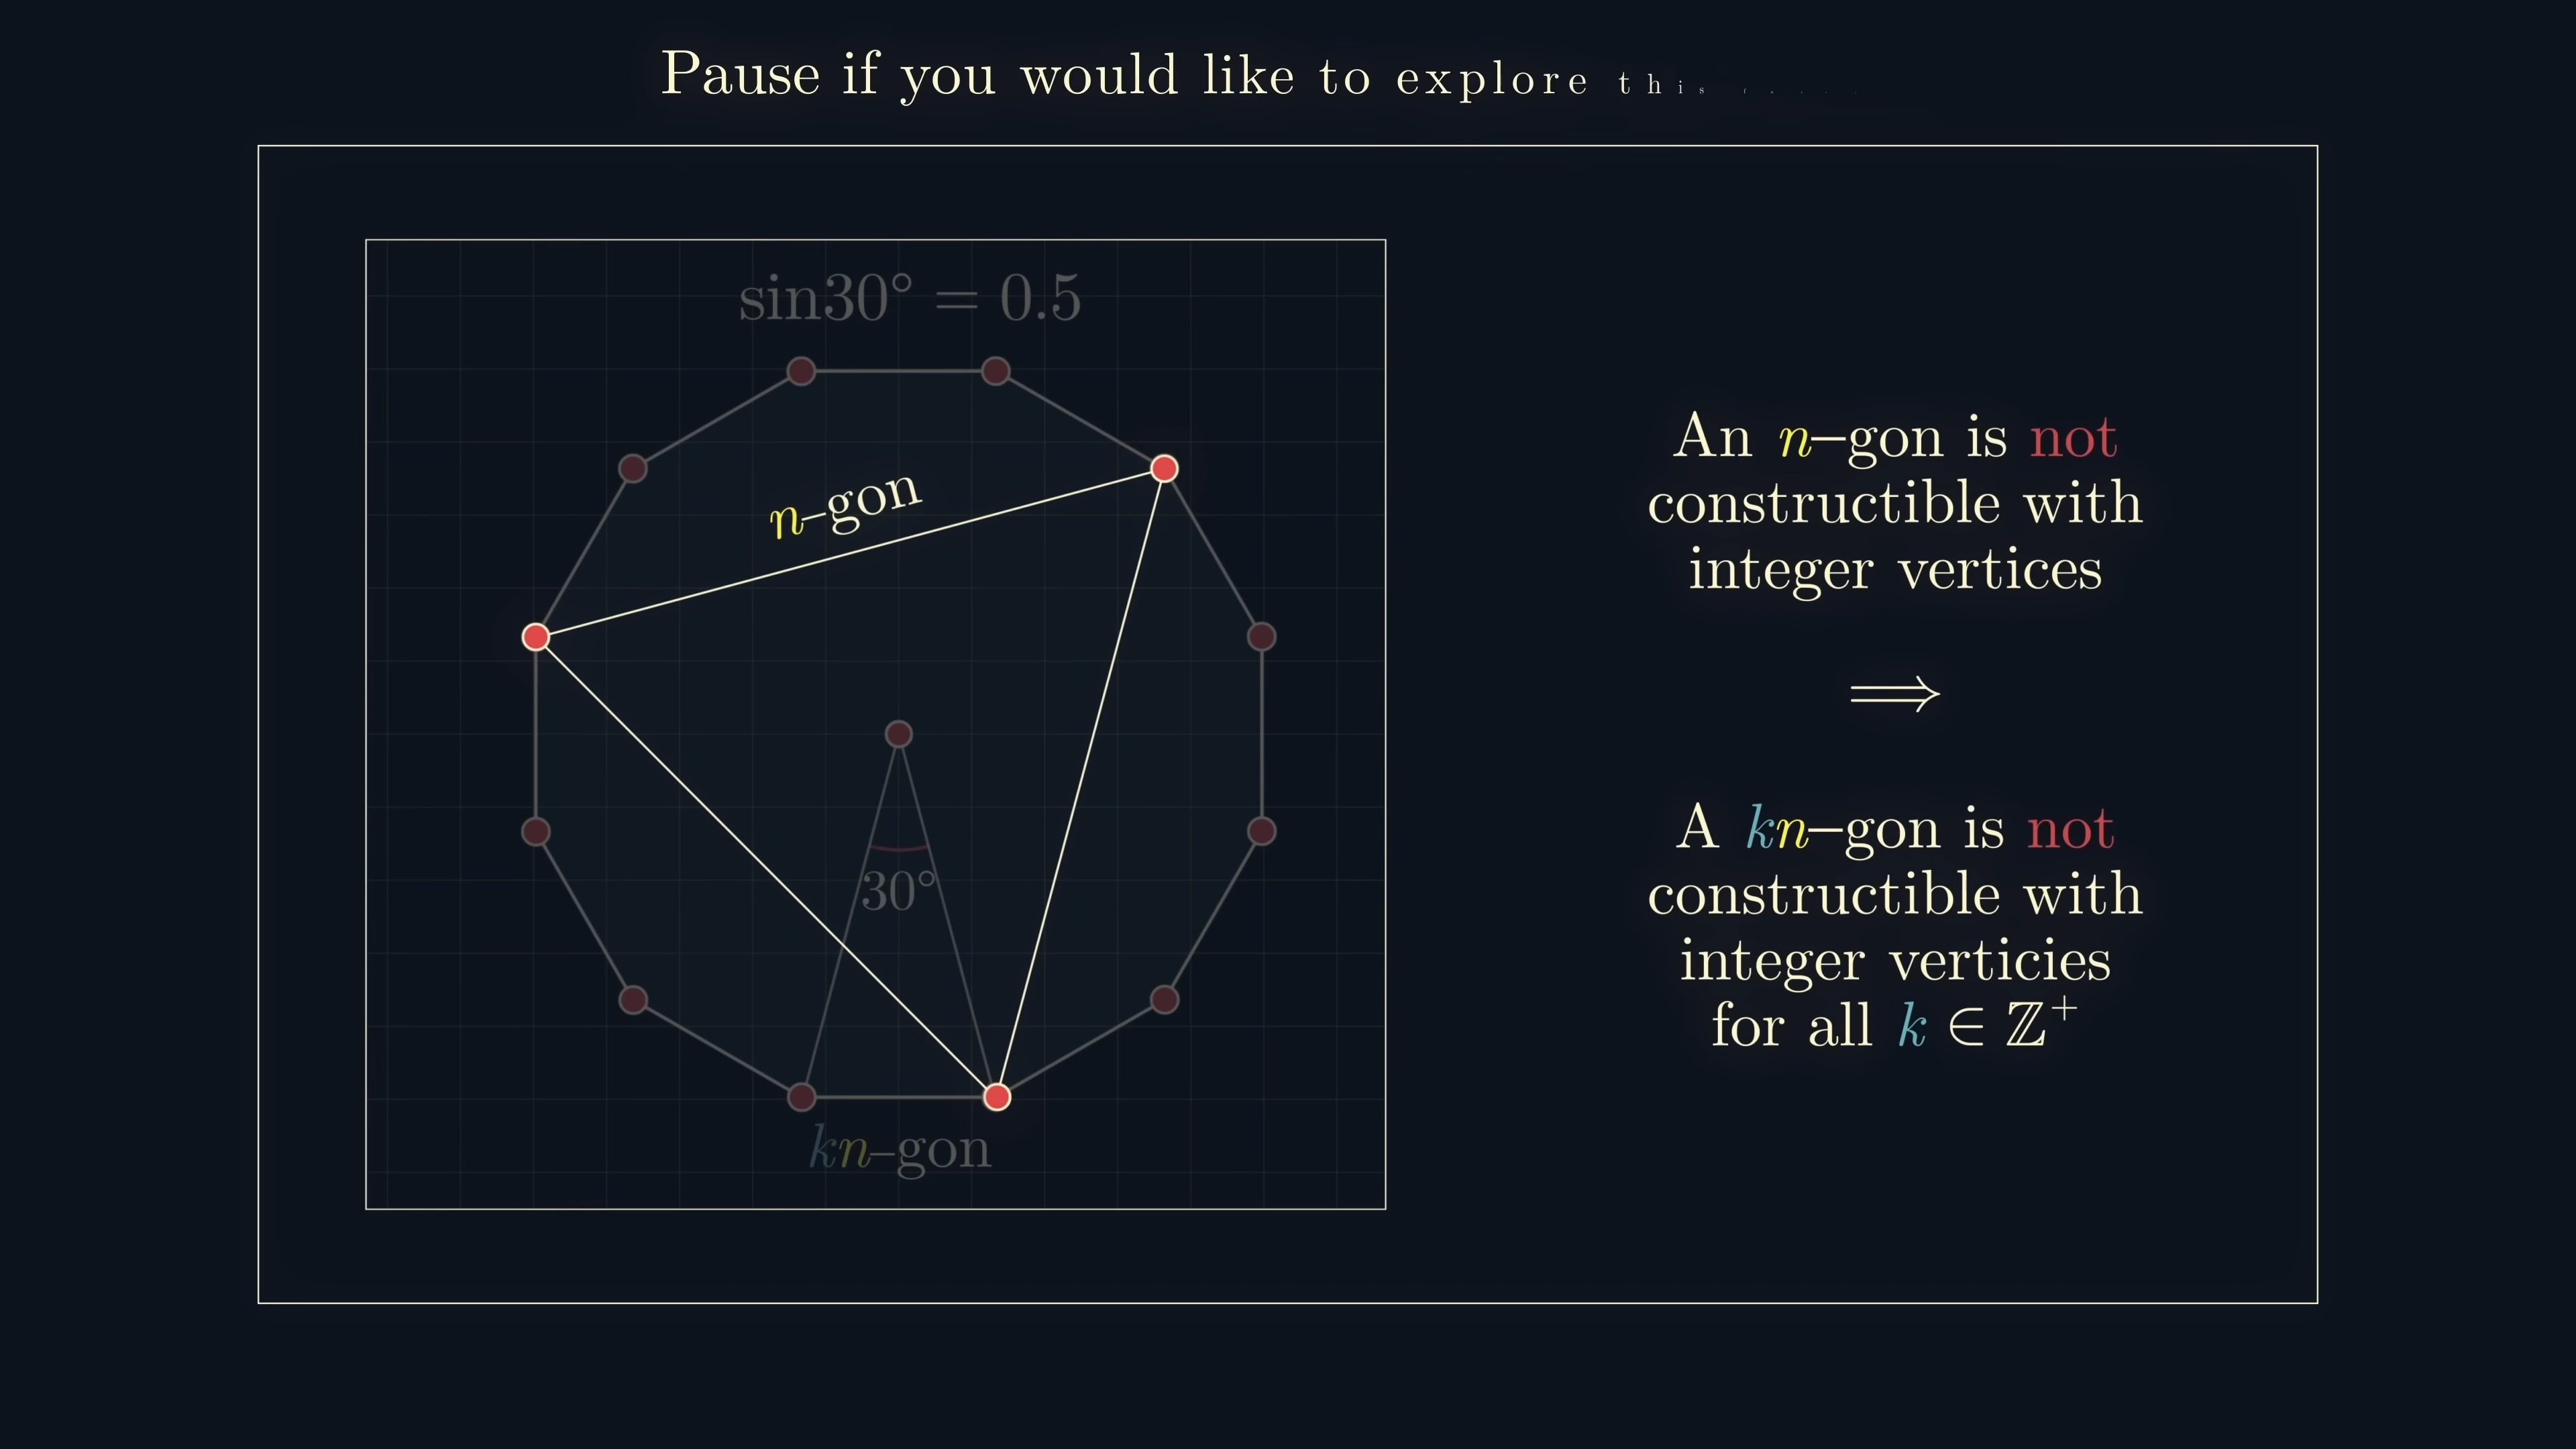 Pause if you would like to explore this
sin30° = 0.5
n–gon
30°
kn–gon
An n–gon is not
constructible with
integer vertices
⟹
A kn–gon is not
constructible with
integer verticies
for all k ∈ ℤ⁺